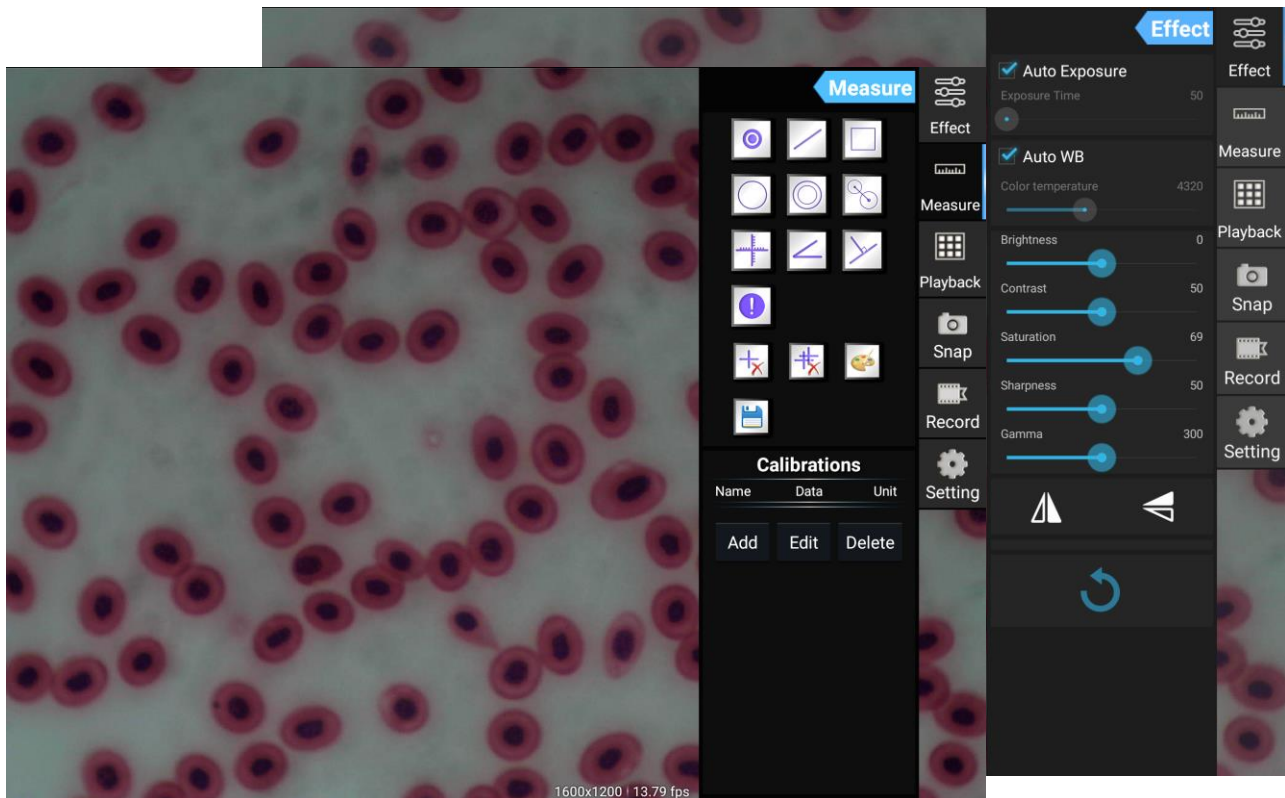 Measure
Effect
Measure
Playback
Snap
Record
Setting
Calibrations
Name Data Unit
Add Edit Delete
1600x1200 13.79 fps
Effect
Auto Exposure
Exposure Time 50
Auto WB
Color temperature 4320
Brightness 0
Contrast 50
Saturation 69
Sharpness 50
Gamma 300
Effect
Measure
Playback
Snap
Record
Setting